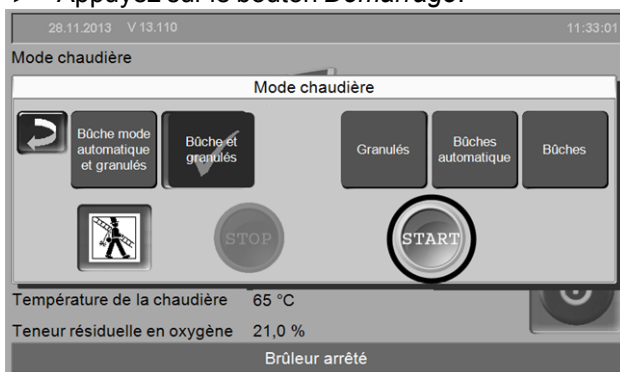 Appuyez sur le bouton Démarrage.
28.11.2013 V 13.110 11:33:01
Mode chaudière
Mode chaudière
Bûche mode
automatique
et granulés
Bûche et
granulés
Granulés
Bûches
automatique
Bûches
STOP
START
Température de la chaudière 65 °C
Teneur résiduelle en oxygène 21,0 %
Brûleur arrêté